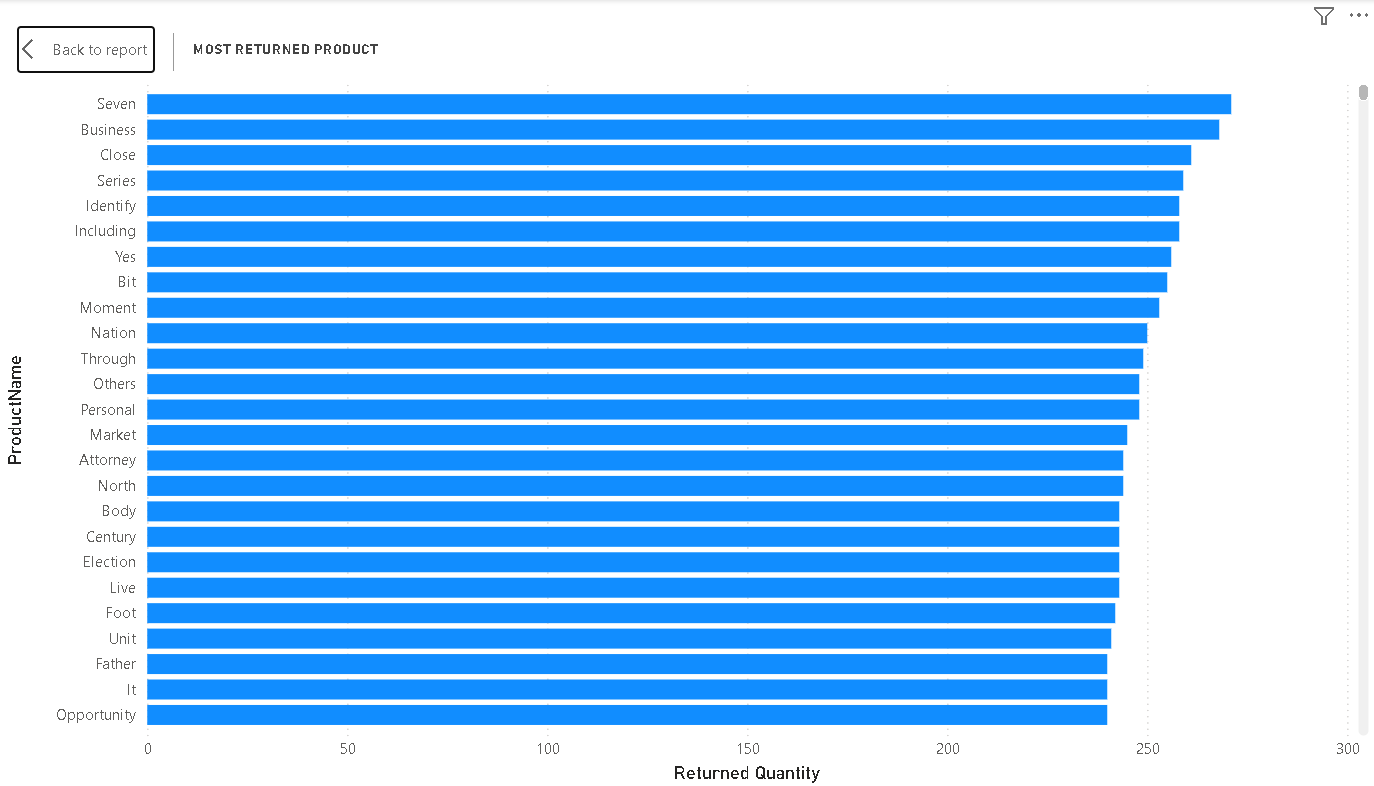 Back to report
MOST RETURNED PRODUCT
ProductName
Seven
Business
Close
Series
Identify
Including
Yes
Bit
Moment
Nation
Through
Others
Personal
Market
Attorney
North
Body
Century
Election
Live
Foot
Unit
Father
It
Opportunity
0 50 100 150 200 250 300
Returned Quantity